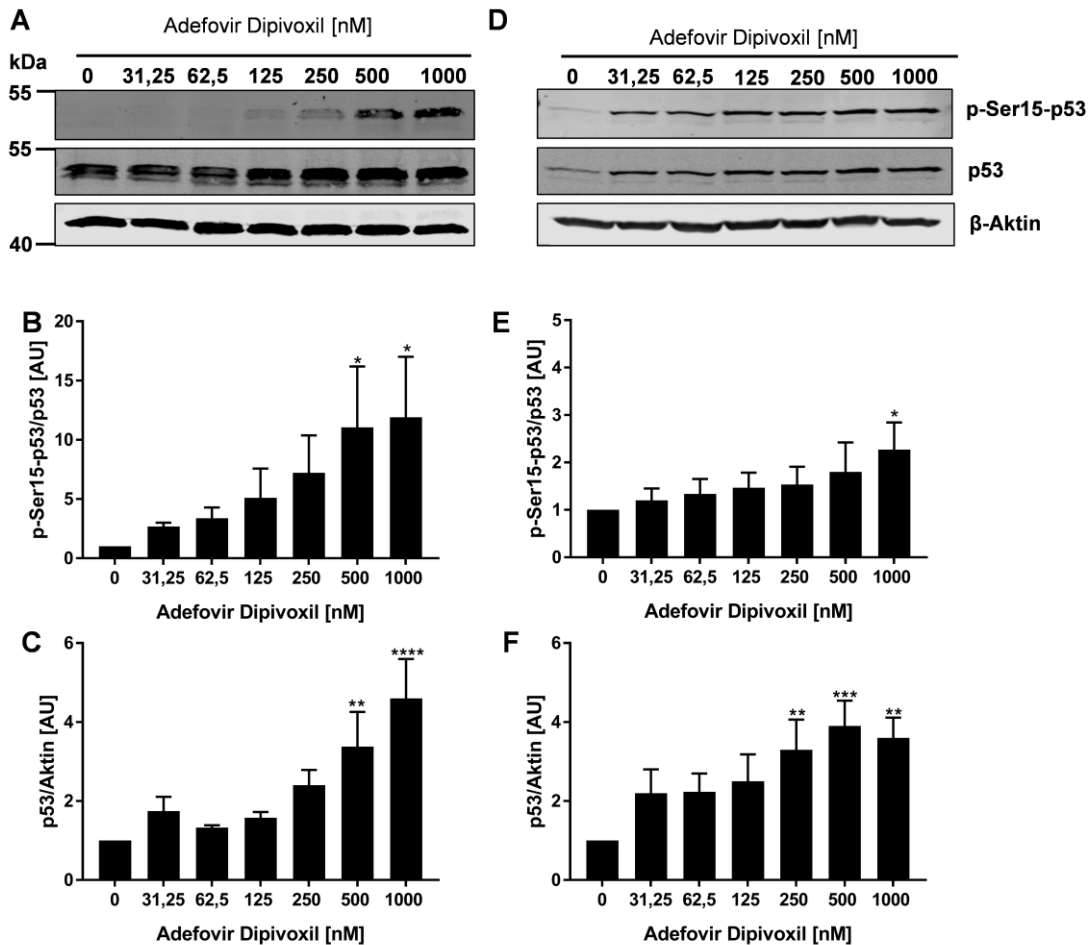 A
Adefovir Dipivoxil [nM]
kDa
0 31,25 62,5 125 250 500 1000
55
55
40
D
Adefovir Dipivoxil [nM]
0 31,25 62,5 125 250 500 1000
p-Ser15-p53
p53
β-Aktin
B
p-Ser15-p53/p53 [AU]
20
15
10
5
0
* *
0 31,25 62,5 125 250 500 1000
Adefovir Dipivoxil [nM]
E
p-Ser15-p53/p53 [AU]
5
4
3
2
1
0
*
0 31,25 62,5 125 250 500 1000
Adefovir Dipivoxil [nM]
C
p53/Aktin [AU]
6
4
2
0
** ****
0 31,25 62,5 125 250 500 1000
Adefovir Dipivoxil [nM]
F
p53/Aktin [AU]
6
4
2
0
** *** **
0 31,25 62,5 125 250 500 1000
Adefovir Dipivoxil [nM]